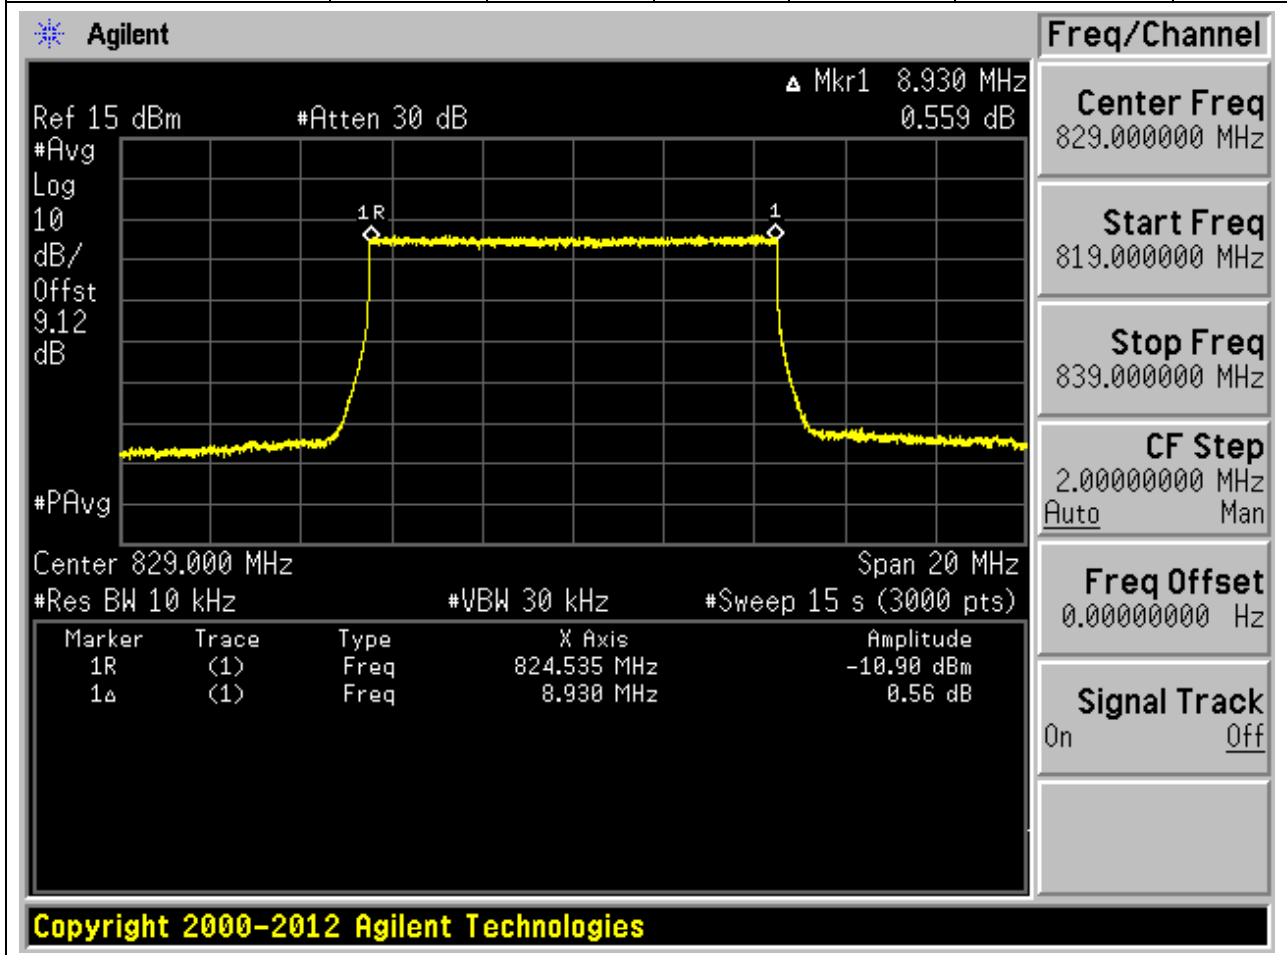 Agilent
Freq/Channel
Δ Mkr1 8.930 MHz
Ref 15 dBm #Atten 30 dB 0.559 dB
#Avg
Log
10
dB/
Offst
9.12
dB
1R 1
#PAvg
Center 829.000 MHz Span 20 MHz
#Res BW 10 kHz #VBW 30 kHz #Sweep 15 s (3000 pts)
Marker Trace Type X Axis Amplitude
1R (1) Freq 824.535 MHz -10.90 dBm
1Δ (1) Freq 8.930 MHz 0.56 dB
Center Freq
829.000000 MHz
Start Freq
819.000000 MHz
Stop Freq
839.000000 MHz
CF Step
2.00000000 MHz
Auto Man
Freq Offset
0.00000000 Hz
Signal Track
On Off
Copyright 2000-2012 Agilent Technologies